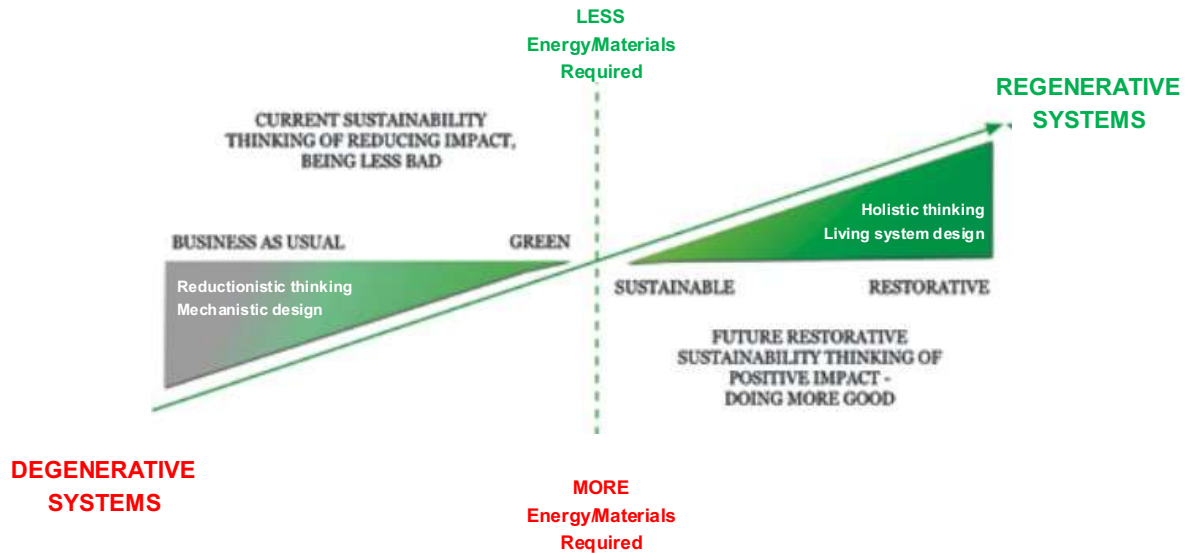 LESS
Energy/Materials
Required
REGENERATIVE
SYSTEMS
CURRENT SUSTAINABILITY
THINKING OF REDUCING IMPACT,
BEING LESS BAD
Holistic thinking
Living system design
BUSINESS AS USUAL
GREEN
Reductionistic thinking
Mechanistic design
SUSTAINABLE
RESTORATIVE
FUTURE RESTORATIVE
SUSTAINABILITY THINKING OF
POSITIVE IMPACT -
DOING MORE GOOD
DEGENERATIVE
SYSTEMS
MORE
Energy/Materials
Required